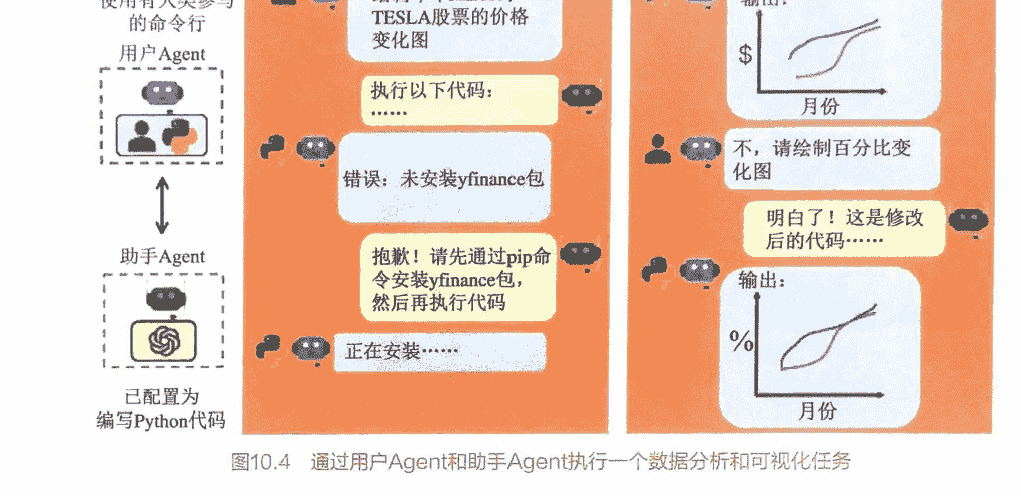 的命令行
用户Agent
助手Agent
已配置为
编写Python代码
TESLA股票的价格
变化图
执行以下代码：
……
错误：未安装yfinance包
抱歉！请先通过pip命
令安装yfinance包，
然后再执行代码
正在安装……
输出：
$
月份
不，请绘制百分比变
化图
明白了！这是修改
后的代码……
输出：
%
月份
图10.4 通过用户Agent和助手Agent执行一个数据分析和可视化任务